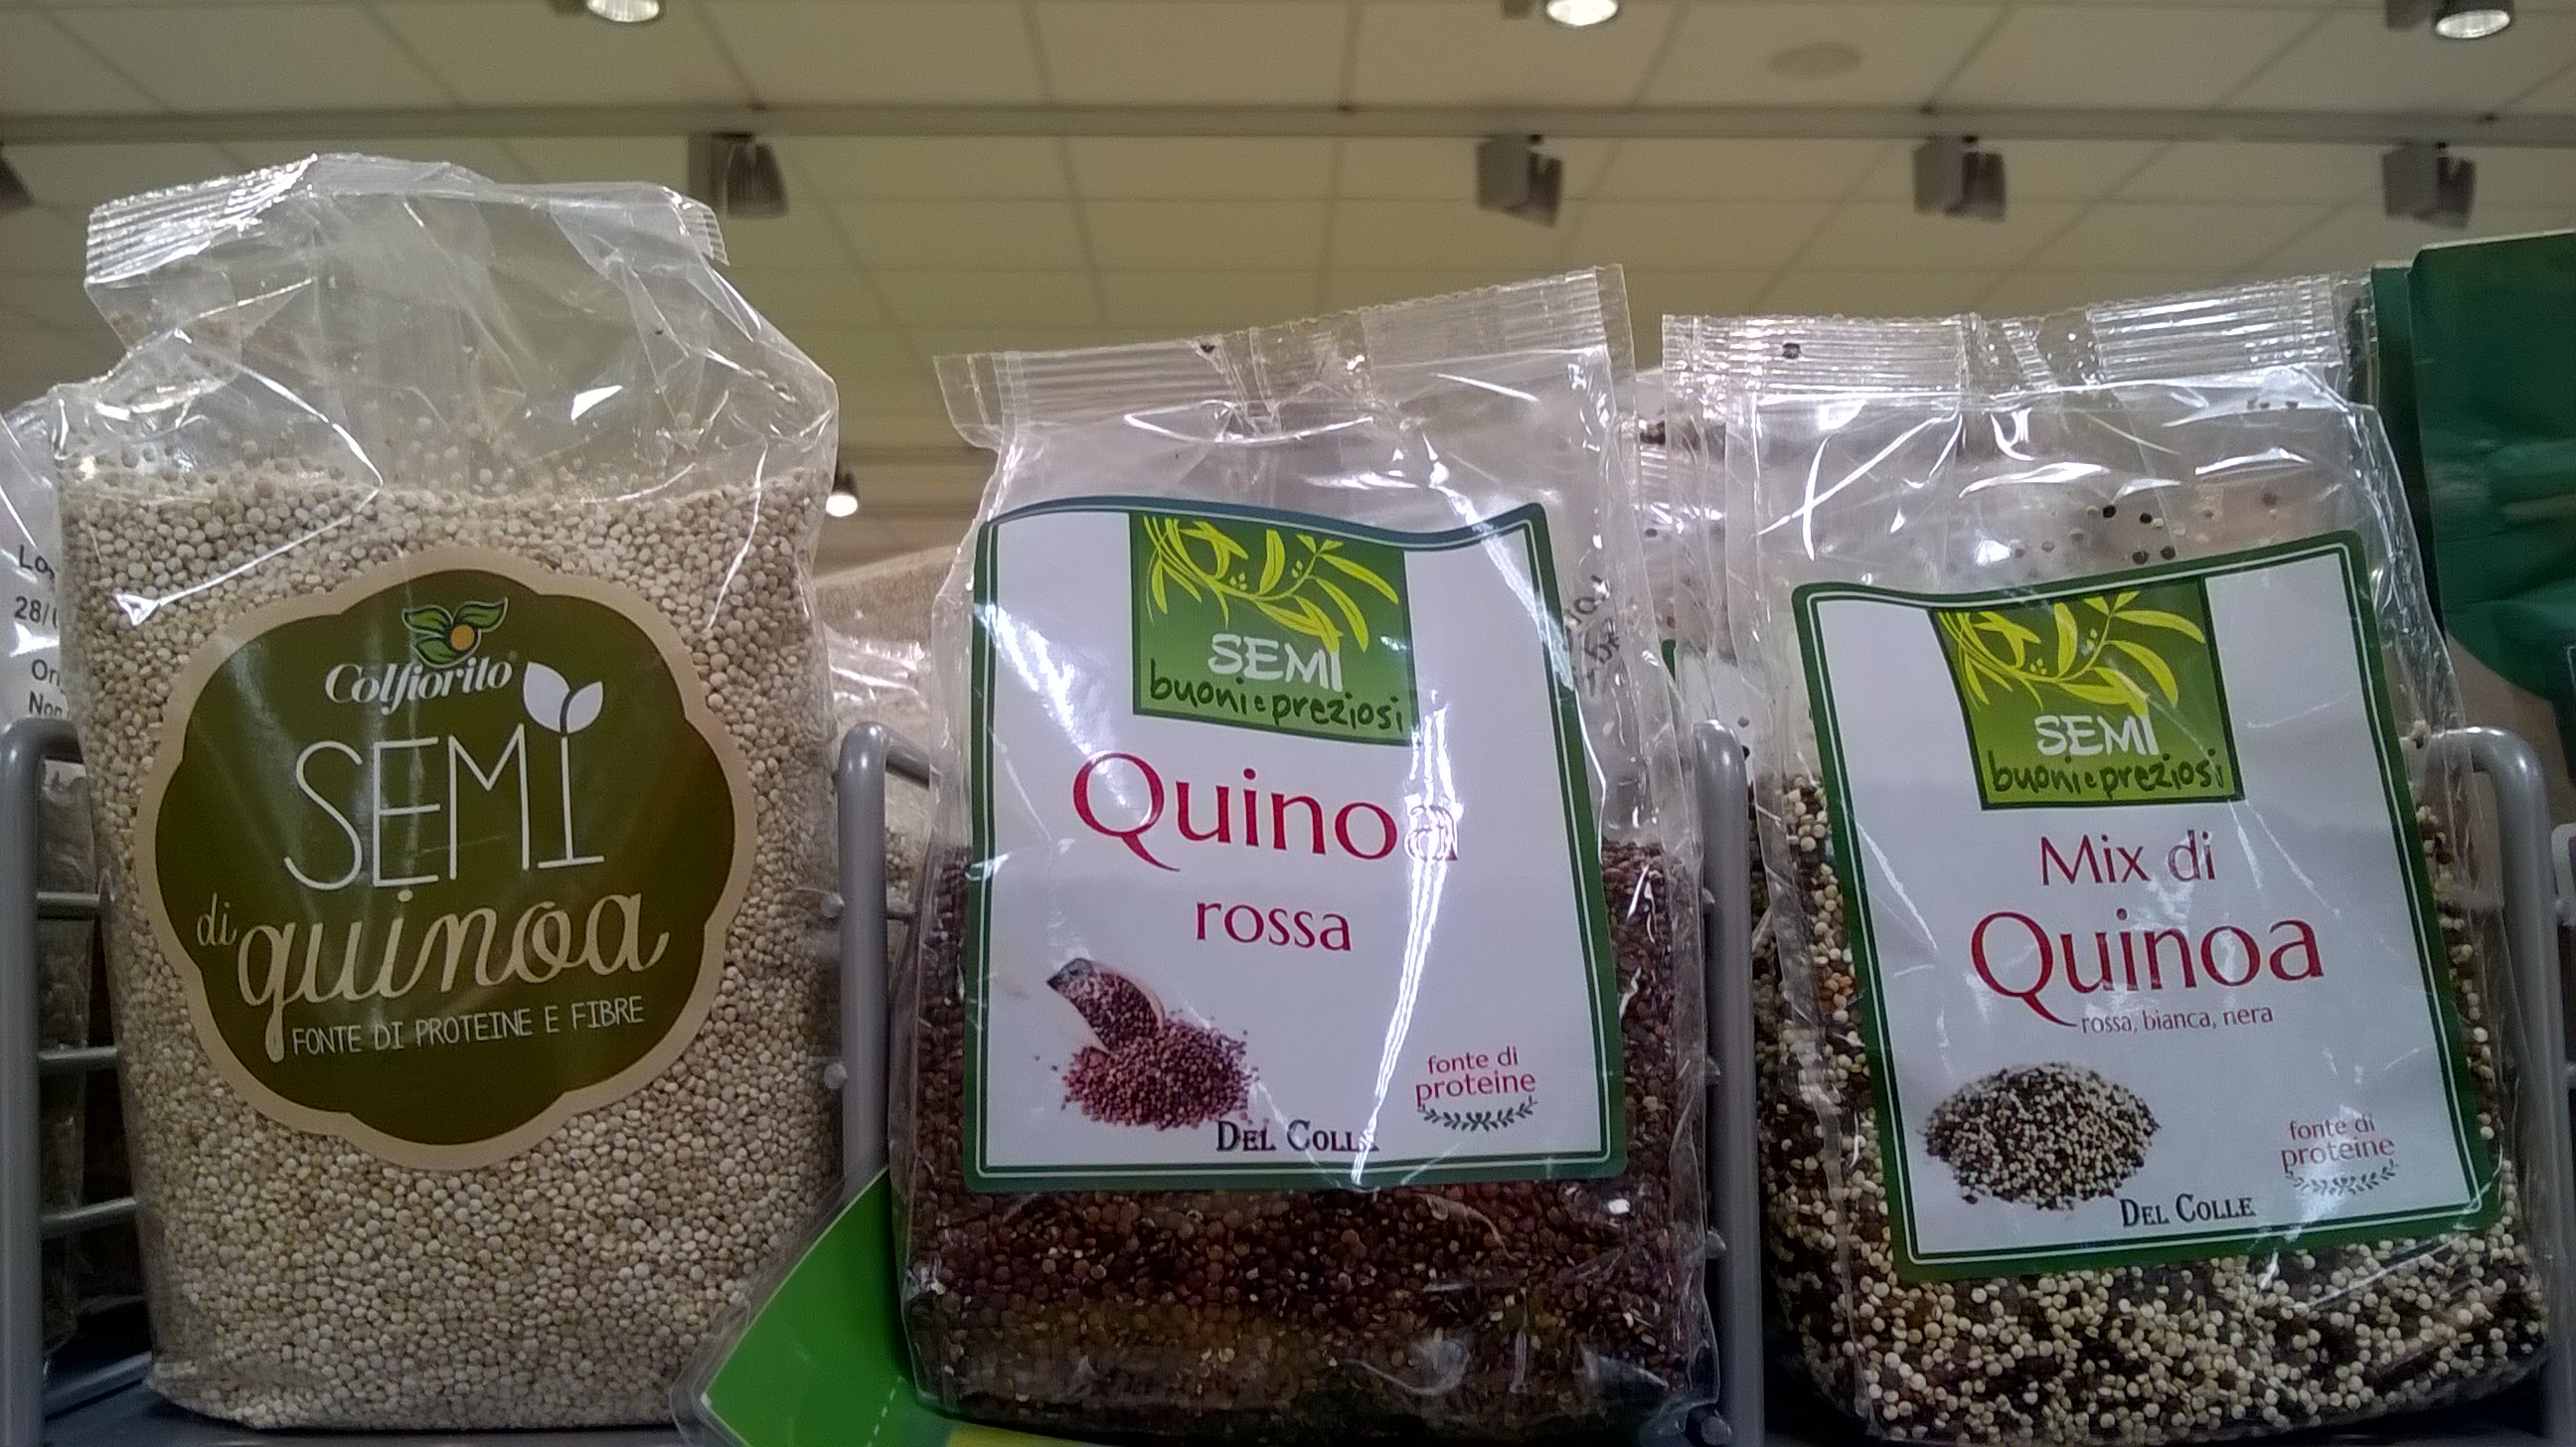 Colfiorito
SEMI
di quinoa
FONTE DI PROTEINE E FIBRE
28/
SEMI
buoni e preziosi
Quinoa
rossa
fonte di
proteine
DEL COLLE
SEMI
buoni e preziosi
Mix di
Quinoa
rossa, bianca, nera
fonte di
proteine
DEL COLLE